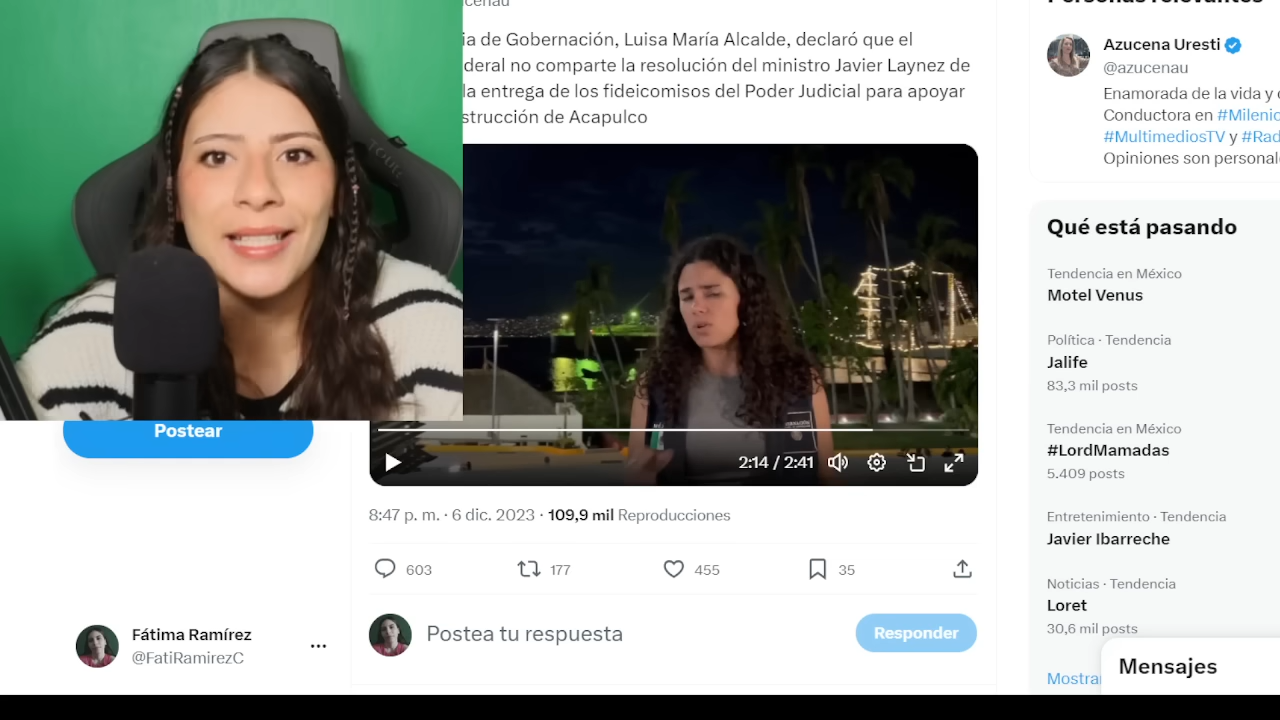 ia de Gobernación, Luisa María Alcalde, declaró que el
deral no comparte la resolución del ministro Javier Laynez de
la entrega de los fideicomisos del Poder Judicial para apoyar
strucción de Acapulco
2:14 / 2:41
8:47 p. m. · 6 dic. 2023 · 109,9 mil Reproducciones
603
177
455
35
Postea tu respuesta
Responder
Postear
Fátima Ramírez
@FatiRamirezC
Personas relevantes
Azucena Uresti
@azucenau
Enamorada de la vida y
Conductora en #Milenio
#MultimediosTV y #Rad
Opiniones son personal
Qué está pasando
Tendencia en México
Motel Venus
Política · Tendencia
Jalife
83,3 mil posts
Tendencia en México
#LordMamadas
5.409 posts
Entretenimiento · Tendencia
Javier Ibarreche
Noticias · Tendencia
Loret
30,6 mil posts
Mostra
Mensajes